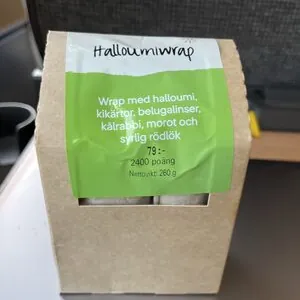 Halloumiwrap
Wrap med halloumi,
kikärtor, belugalinser,
kålrabbi, morot och
syrlig rödlök
79:-
2400 poäng
Nettovikt: 260 g